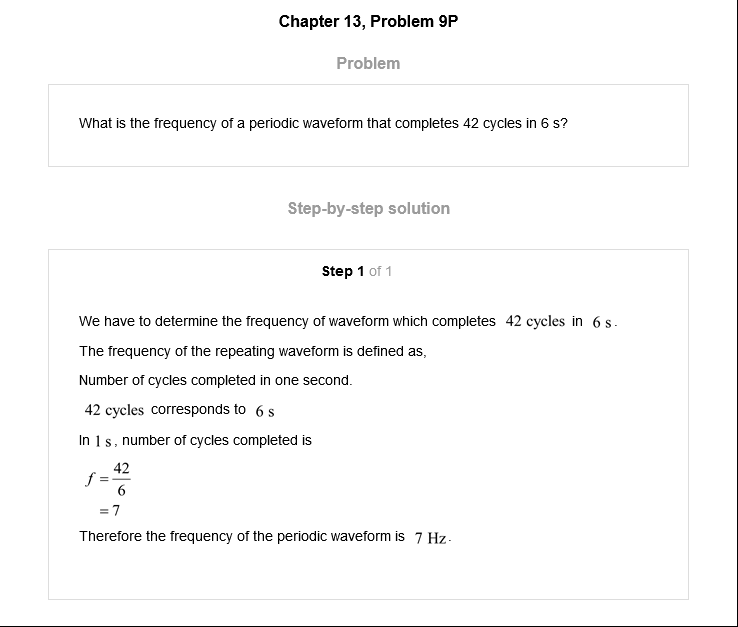 Chapter 13, Problem 9P
Problem
What is the frequency of a periodic waveform that completes 42 cycles in 6 s?
Step-by-step solution
Step 1 of 1
We have to determine the frequency of waveform which completes 42 cycles in 6 s.
The frequency of the repeating waveform is defined as,
Number of cycles completed in one second.
42 cycles corresponds to 6 s
In 1 s, number of cycles completed is
f = 42/6
= 7
Therefore the frequency of the periodic waveform is 7 Hz.